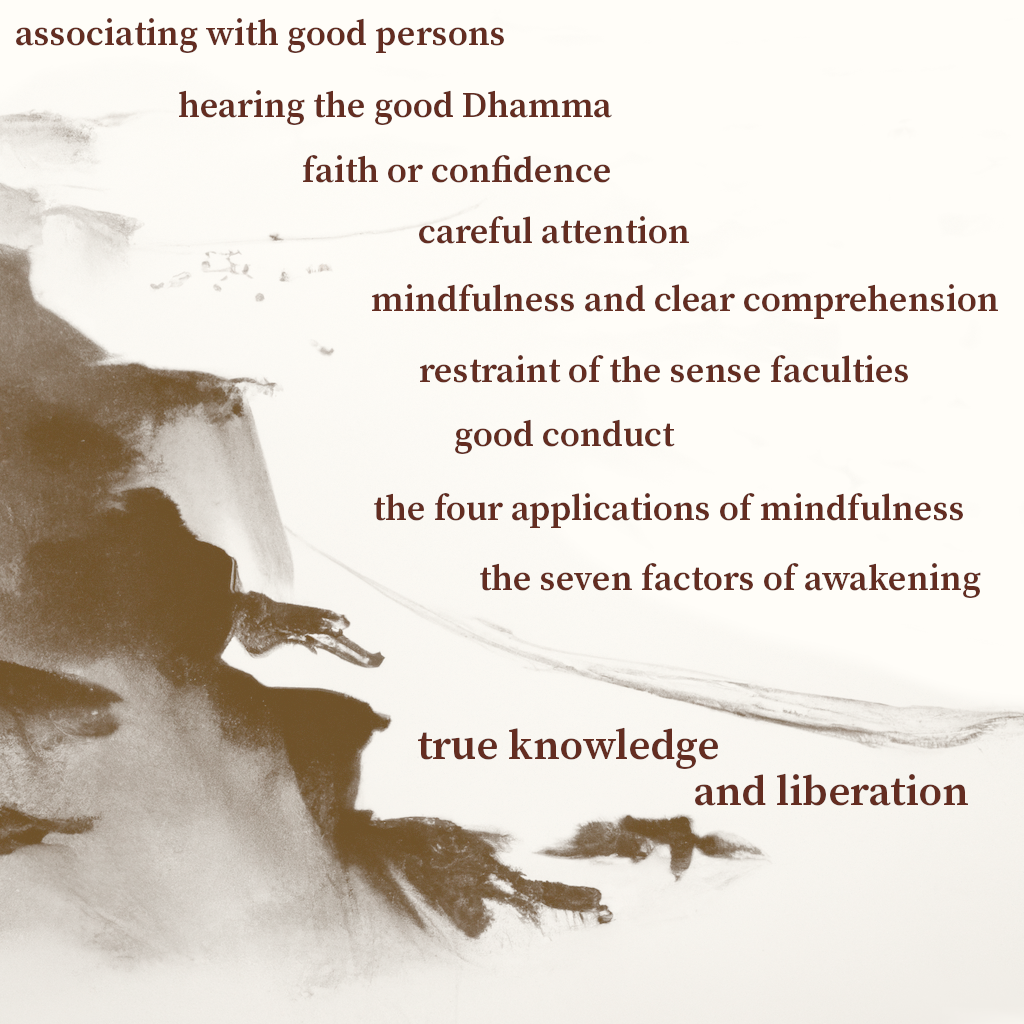 associating with good persons
hearing the good Dhamma
faith or confidence
careful attention
mindfulness and clear comprehension
restraint of the sense faculties
good conduct
the four applications of mindfulness
the seven factors of awakening
true knowledge
and liberation